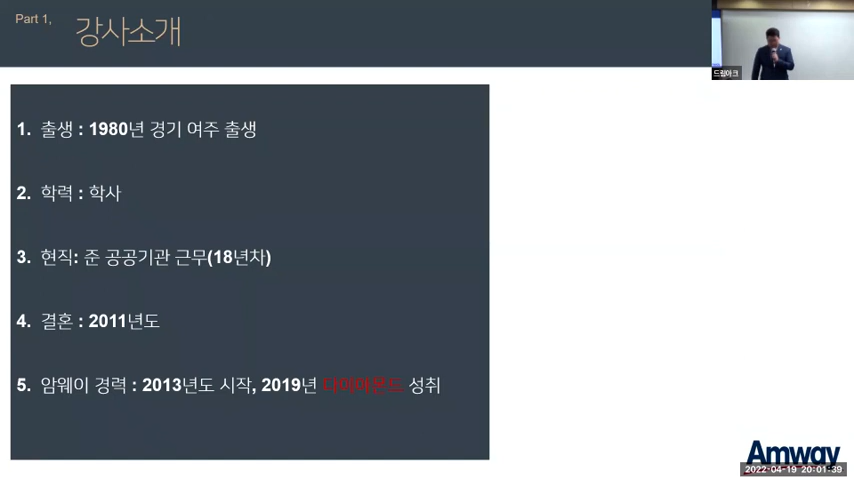 Part 1,
강사소개
드림아크
1. 출생 : 1980년 경기 여주 출생
2. 학력 : 학사
3. 현직: 준 공공기관 근무(18년차)
4. 결혼 : 2011년도
5. 암웨이 경력 : 2013년도 시작, 2019년 다이아몬드 성취
Amway
2022-04-19 20:01:39